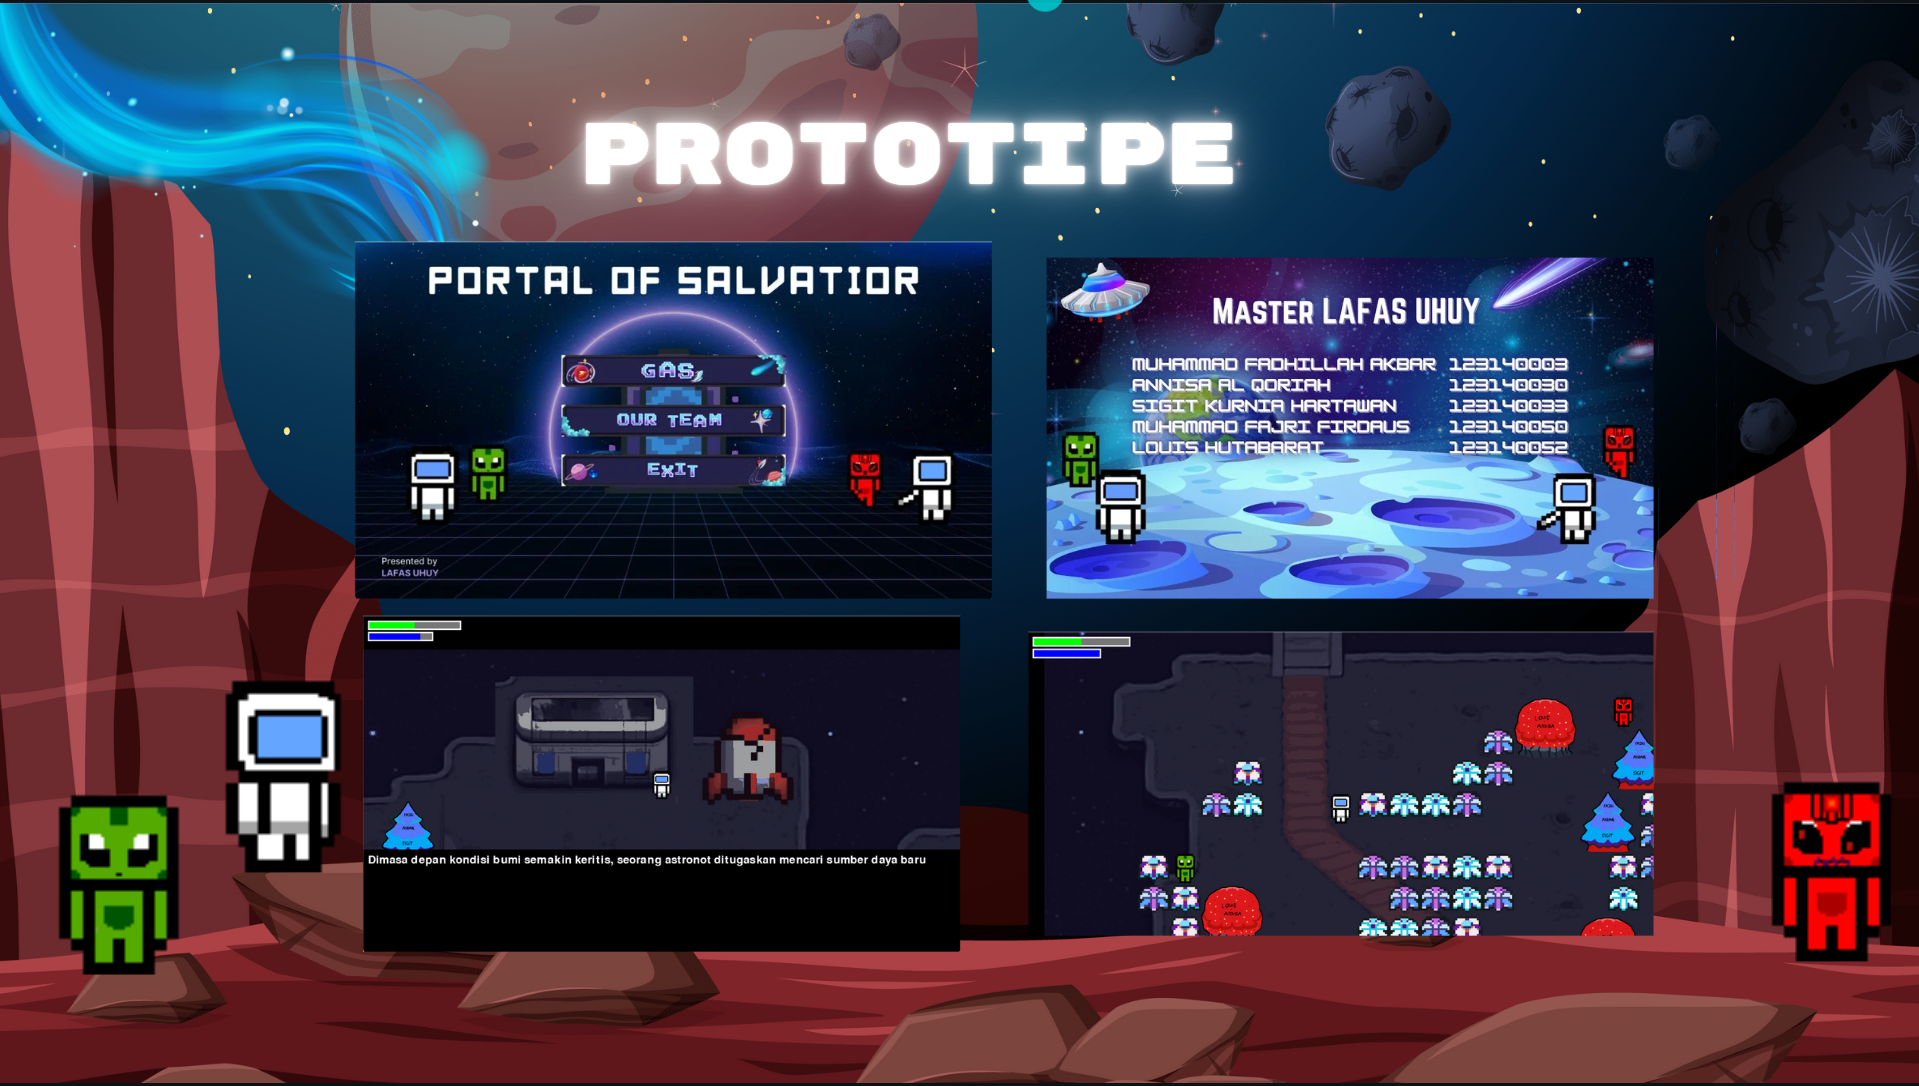 PROTOTIPE
PORTAL OF SALVATIOR
GAS,
OUR TEAM
EXIT
Presented by
LAFAS UHUY
Master LAFAS UHUY
MUHAMMAD FADHILLAH AKBAR 123140003
ANNISA AL QORIAH 123140030
SIGIT KURNIA HARTAWAN 123140033
MUHAMMAD FAJRI FIRDAUS 123140050
LOUIS HUTABARAT 123140052
Dimasa depan kondisi bumi semakin keritis, seorang astronot ditugaskan mencari sumber daya baru